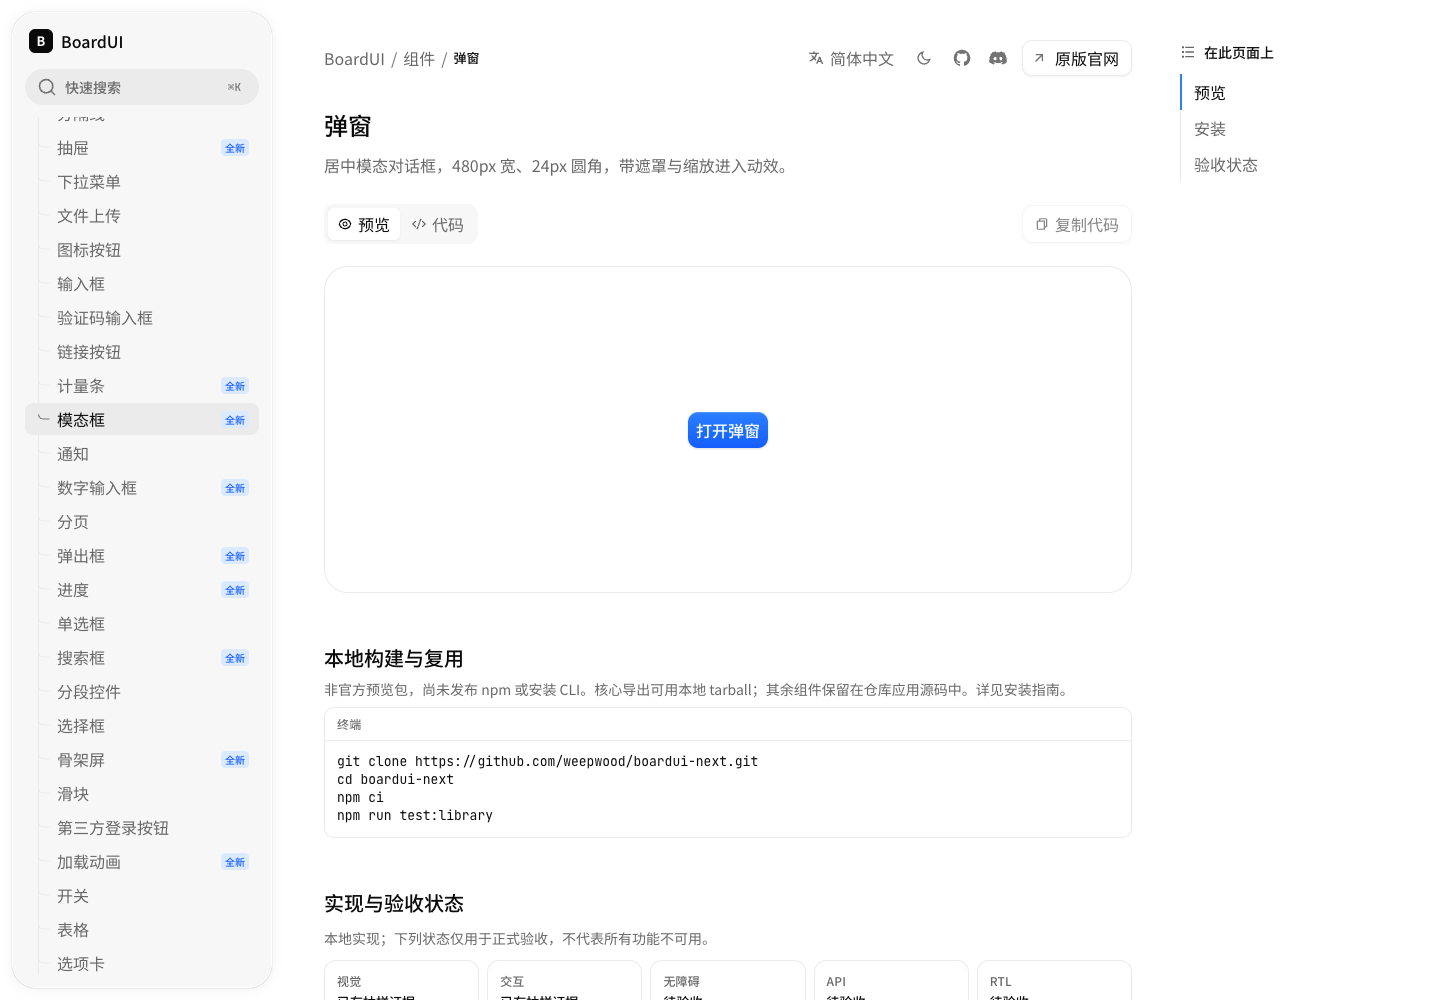 BoardUI
快速搜索 ⌘K
抽屉 全新
下拉菜单
文件上传
图标按钮
输入框
验证码输入框
链接按钮
计量条 全新
模态框 全新
通知
数字输入框 全新
分页
弹出框 全新
进度 全新
单选框
搜索框 全新
分段控件
选择框
骨架屏 全新
滑块
第三方登录按钮
加载动画 全新
开关
表格
选项卡
BoardUI / 组件 / 弹窗
简体中文
原版官网
弹窗
居中模态对话框，480px 宽、24px 圆角，带遮罩与缩放进入动效。
预览 代码
复制代码
打开弹窗
本地构建与复用
非官方预览包，尚未发布 npm 或安装 CLI。核心导出可用本地 tarball；其余组件保留在仓库应用源码中。详见安装指南。
终端
git clone https://github.com/weepwood/boardui-next.git
cd boardui-next
npm ci
npm run test:library
实现与验收状态
本地实现；下列状态仅用于正式验收，不代表所有功能不可用。
视觉
交互
无障碍
API
RTL
在此页面上
预览
安装
验收状态